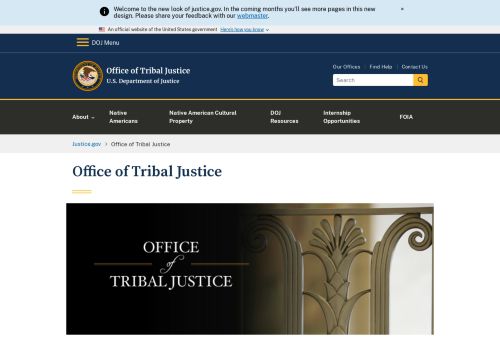 Welcome to the new look of justice.gov. In the coming months you'll see more pages in this new
design. Please share your feedback with our webmaster.
×
An official website of the United States government Here's how you know
DOJ Menu
Office of Tribal Justice
U.S. Department of Justice
Our Offices Find Help Contact Us
Search
About
Native
Americans
Native American Cultural
Property
DOJ
Resources
Internship
Opportunities
FOIA
Justice.gov > Office of Tribal Justice
Office of Tribal Justice
OFFICE
of
TRIBAL JUSTICE